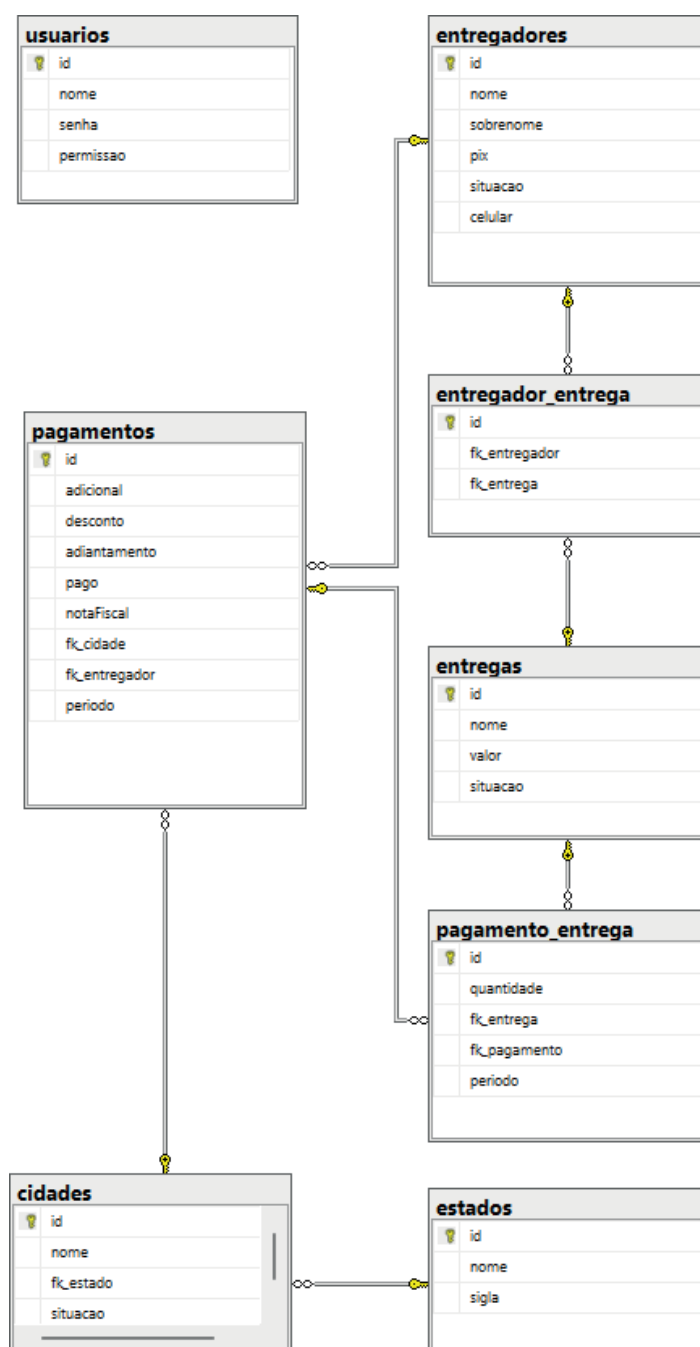 usuarios
id
nome
senha
permissao
entregadores
id
nome
sobrenome
pix
situacao
celular
entregador_entrega
id
fk_entregador
fk_entrega
pagamentos
id
adicional
desconto
adiantamento
pago
notaFiscal
fk_cidade
fk_entregador
periodo
entregas
id
nome
valor
situacao
pagamento_entrega
id
quantidade
fk_entrega
fk_pagamento
periodo
cidades
id
nome
fk_estado
situacao
estados
id
nome
sigla